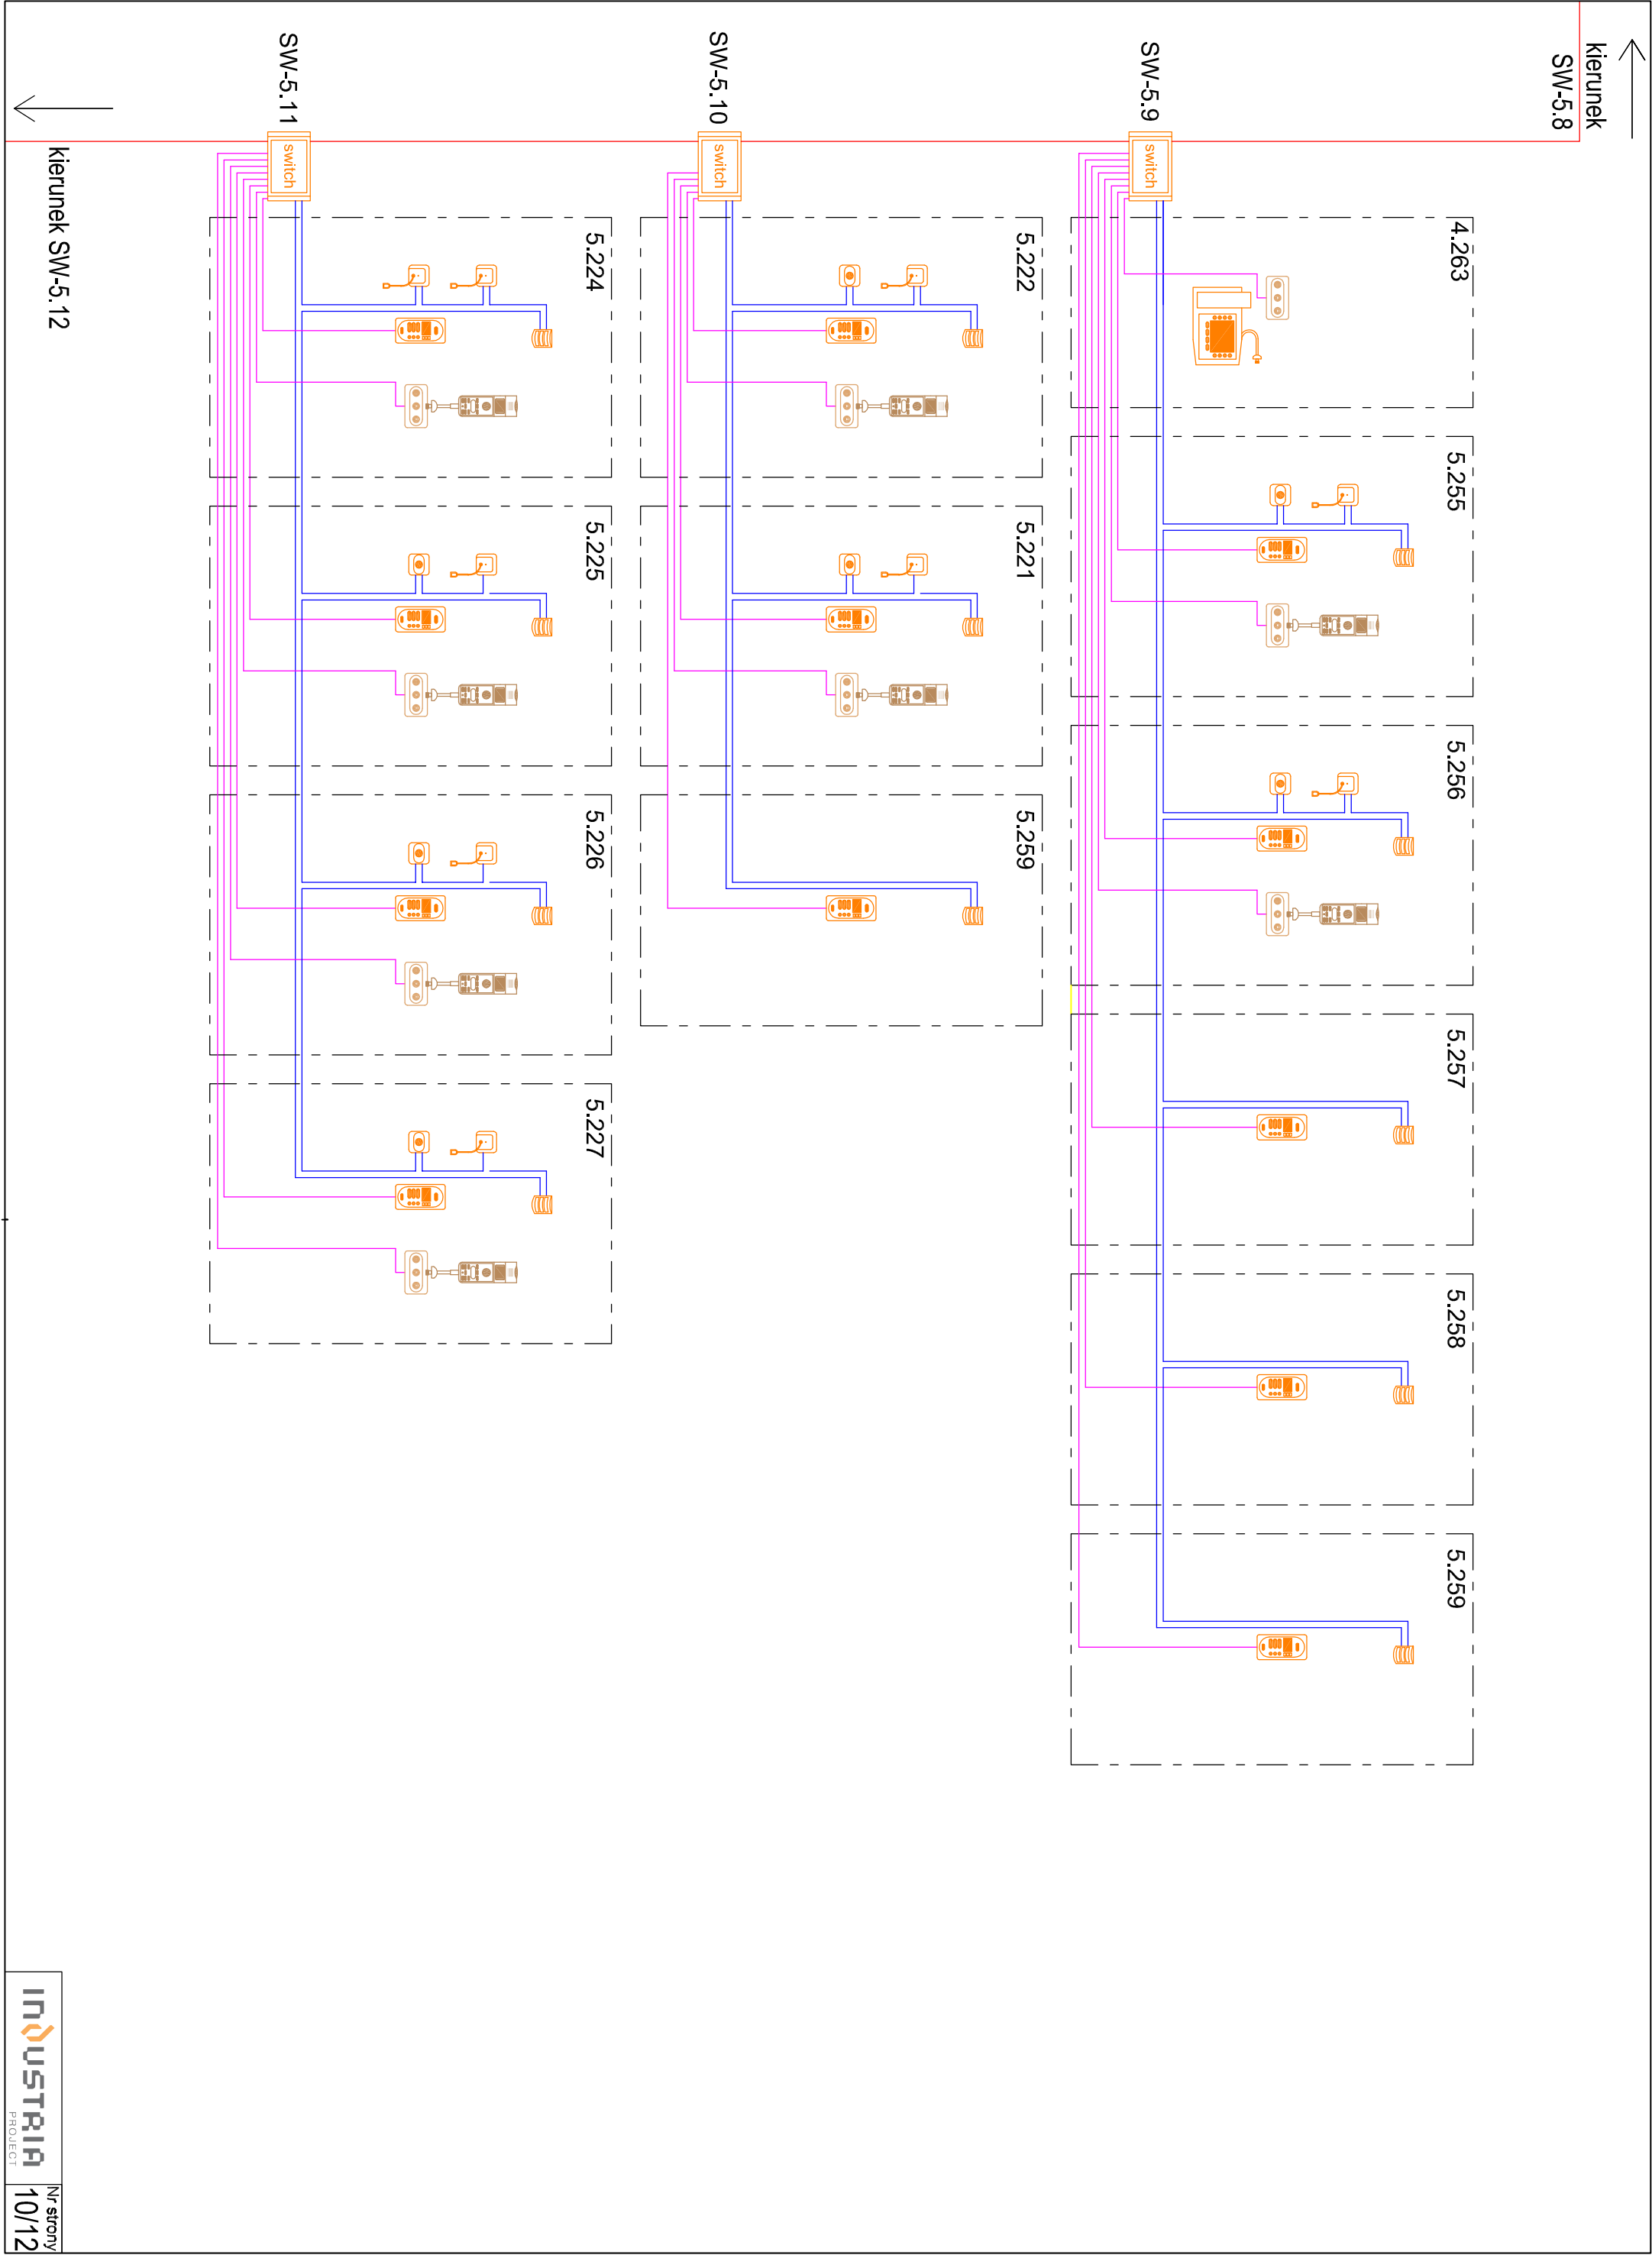 kierunek
SW-5.8
SW-5.9
switch
4.263
5.255
5.256
5.257
5.258
5.259
SW-5.10
switch
5.222
5.221
5.259
SW-5.11
switch
5.224
5.225
5.226
5.227
kierunek SW-5.12
INDUSTRIA
PROJECT
Nr strony
10/12